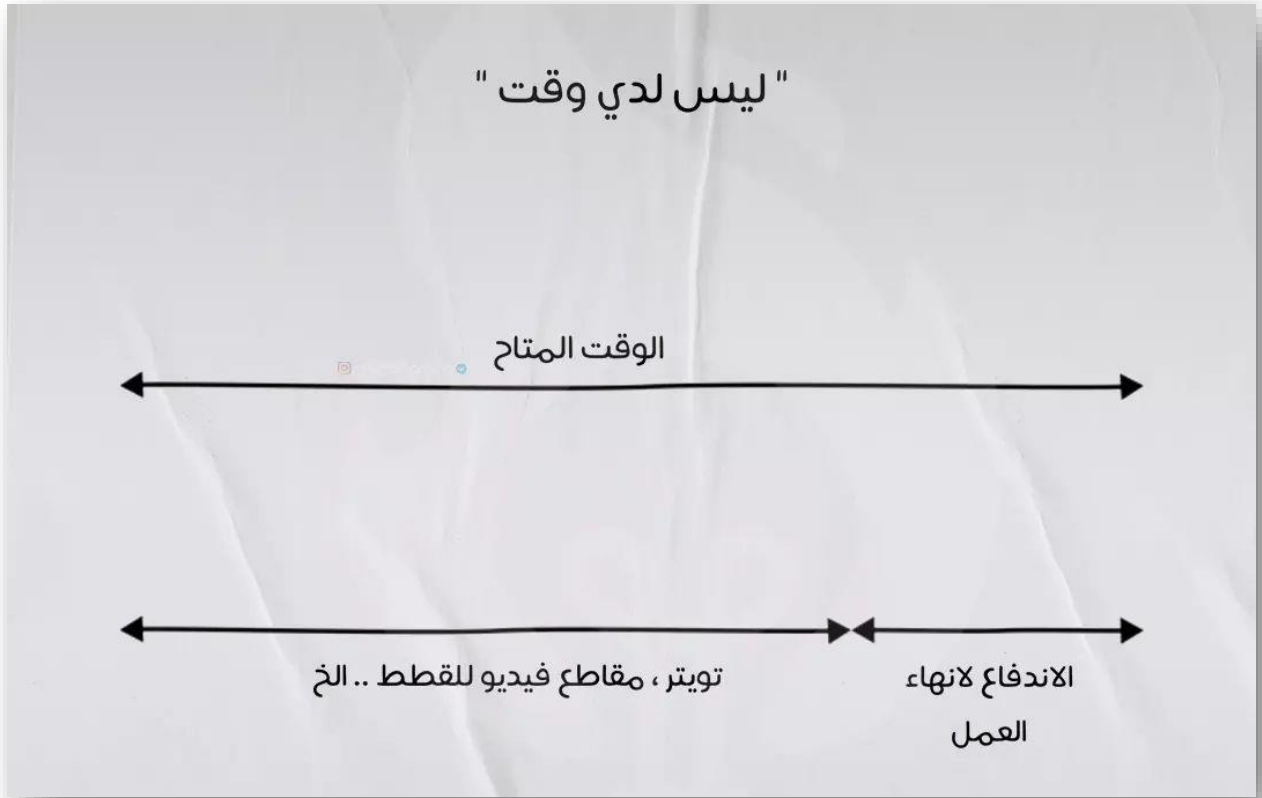 " ليس لدي وقت "
الوقت المتاح
تويتر ، مقاطع فيديو للقطط .. الخ
الاندفاع لانهاء
العمل